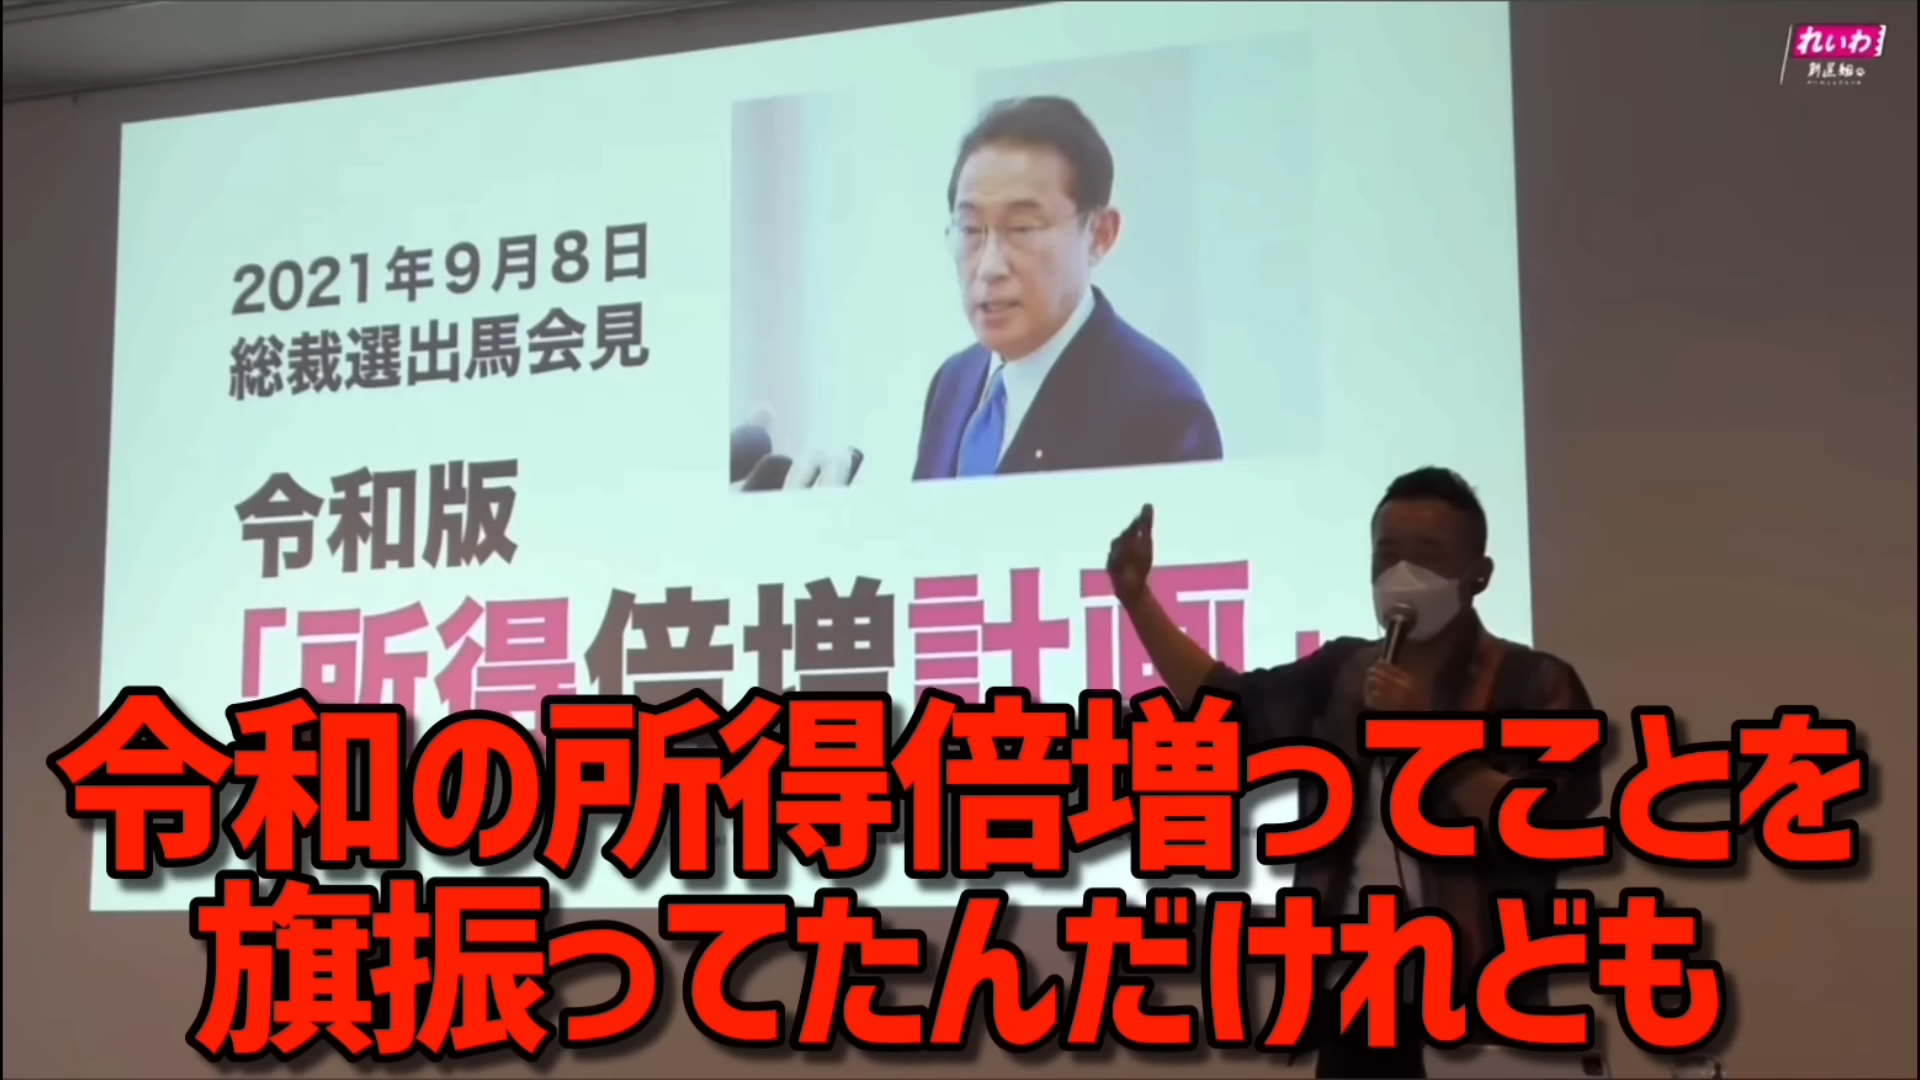 れいわ
新選組
2021年9月8日
総裁選出馬会見
令和版
「所得倍増計画」
令和の所得倍増ってことを
旗振ってたんだけれども